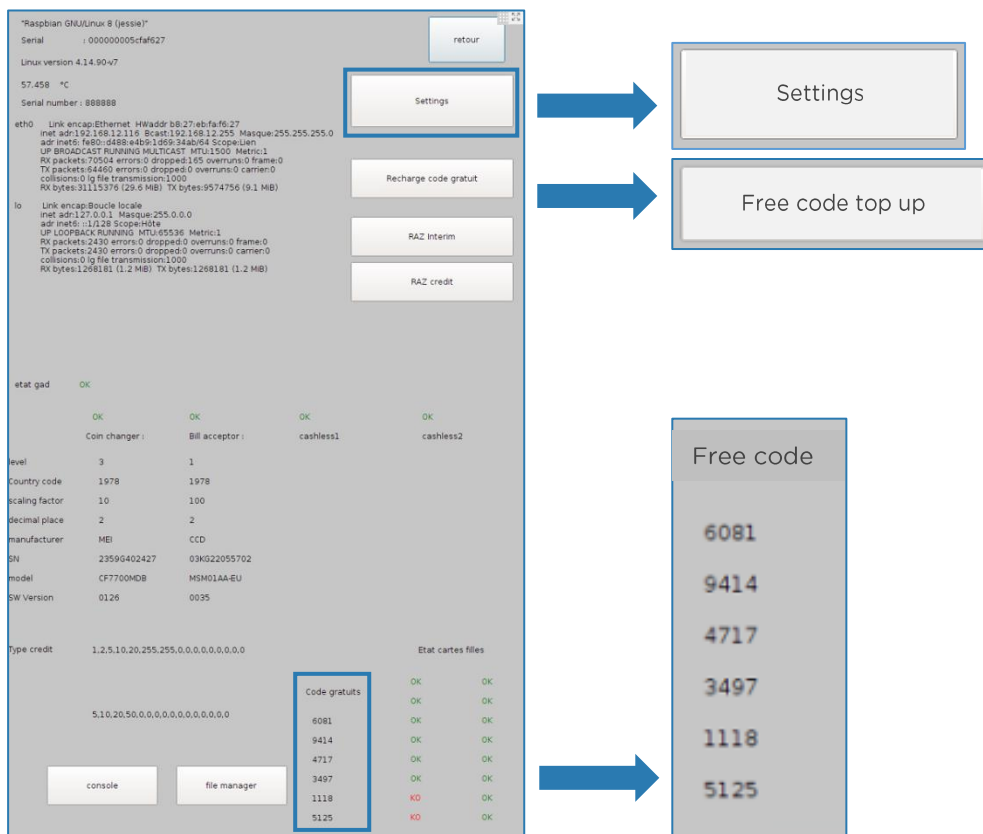 "Raspbian GNU/Linux 8 (jessie)"
Serial : 000000005cfaf627
Linux version 4.14.90-v7
57.458 °C
Serial number : 888888
retour
Settings
eth0 Link encap:Ethernet HWaddr b8:27:eb:fa:f6:27
inet adr:192.168.12.116 Bcast:192.168.12.255 Masque:255.255.255.0
adr inet6: fe80::d488:e4b9:1d69:34ab/64 Scope:Lien
UP BROADCAST RUNNING MULTICAST MTU:1500 Metric:1
RX packets:70504 errors:0 dropped:165 overruns:0 frame:0
TX packets:64460 errors:0 dropped:0 overruns:0 carrier:0
collisions:0 lg file transmission:1000
RX bytes:31115376 (29.6 MiB) TX bytes:9574756 (9.1 MiB)
lo Link encap:Boucle locale
inet adr:127.0.0.1 Masque:255.0.0.0
adr inet6: ::1/128 Scope:Hôte
UP LOOPBACK RUNNING MTU:65536 Metric:1
RX packets:2430 errors:0 dropped:0 overruns:0 frame:0
TX packets:2430 errors:0 dropped:0 overruns:0 carrier:0
collisions:0 lg file transmission:1000
RX bytes:1268181 (1.2 MiB) TX bytes:1268181 (1.2 MiB)
Recharge code gratuit
RAZ Interim
RAZ credit
Settings
Free code top up
etat gad OK
OK OK OK OK
Coin changer : Bill acceptor : cashless1 cashless2
level 3 1
Country code 1978 1978
scaling factor 10 100
decimal place 2 2
manufacturer MEI CCD
SN 2359G402427 03KG22055702
model CF7700MDB MSM01AA-EU
SW Version 0126 0035
Type credit 1,2,5,10,20,255,255,0,0,0,0,0,0,0,0,0
5,10,20,50,0,0,0,0,0,0,0,0,0,0,0,0
console
file manager
Code gratuits
6081
9414
4717
3497
1118
5125
Etat cartes filles
OK OK
OK OK
OK OK
OK OK
OK OK
OK OK
KO OK
KO OK
Free code
6081
9414
4717
3497
1118
5125